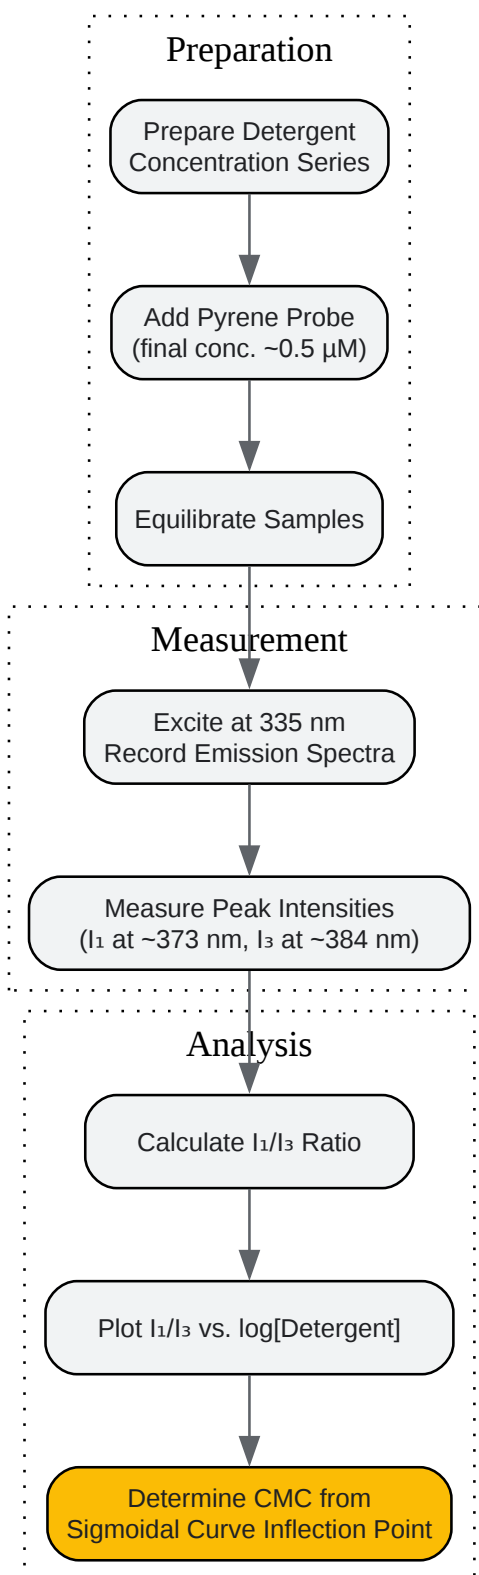 Preparation
Prepare Detergent
Concentration Series
Add Pyrene Probe
(final conc. ~0.5 µM)
Equilibrate Samples
Measurement
Excite at 335 nm
Record Emission Spectra
Measure Peak Intensities
(I₁ at ~373 nm, I₃ at ~384 nm)
Analysis
Calculate I₁/I₃ Ratio
Plot I₁/I₃ vs. log[Detergent]
Determine CMC from
Sigmoidal Curve Inflection Point